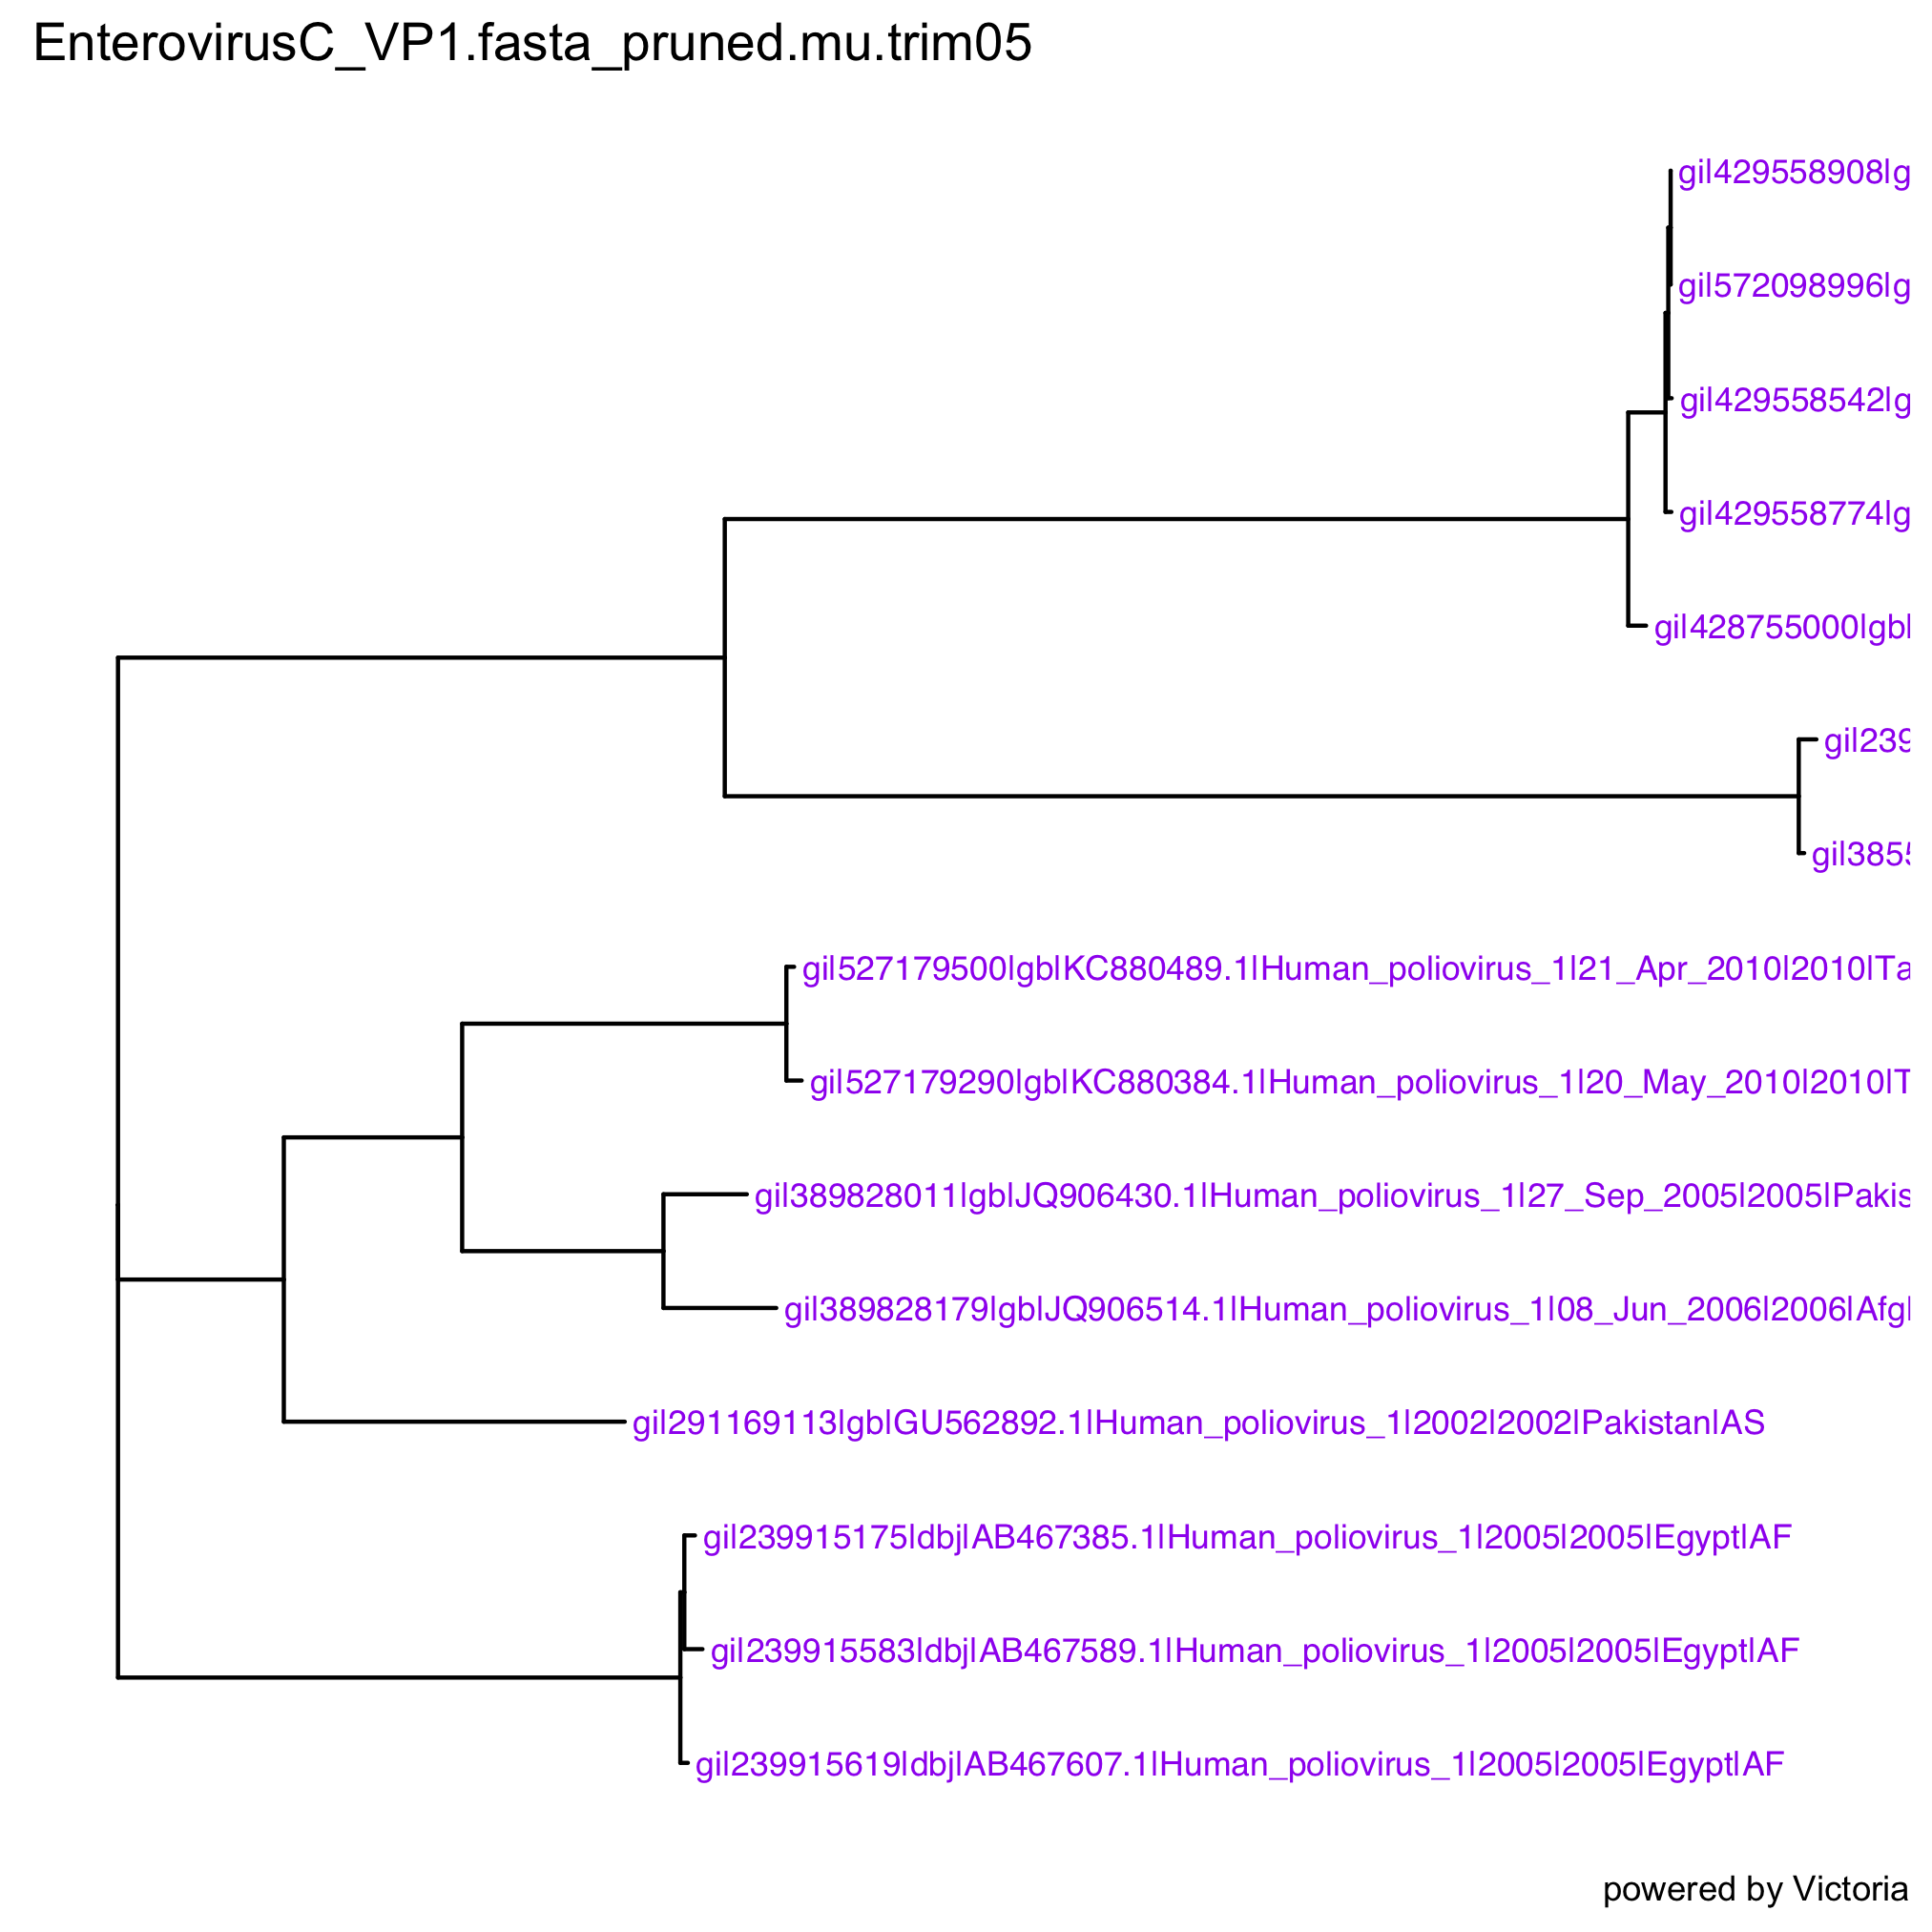 EnterovirusC_VP1.fasta_pruned.mu.trim05
gi|429558908|g
gi|572098996|g
gi|429558542|g
gi|429558774|g
gi|428755000|gb|
gi|239
gi|385
gi|527179500|gb|KC880489.1|Human_poliovirus_1|21_Apr_2010|2010|Ta
gi|527179290|gb|KC880384.1|Human_poliovirus_1|20_May_2010|2010|T
gi|389828011|gb|JQ906430.1|Human_poliovirus_1|27_Sep_2005|2005|Pakis
gi|389828179|gb|JQ906514.1|Human_poliovirus_1|08_Jun_2006|2006|Afg
gi|291169113|gb|GU562892.1|Human_poliovirus_1|2002|2002|Pakistan|AS
gi|239915175|dbj|AB467385.1|Human_poliovirus_1|2005|2005|Egypt|AF
gi|239915583|dbj|AB467589.1|Human_poliovirus_1|2005|2005|Egypt|AF
gi|239915619|dbj|AB467607.1|Human_poliovirus_1|2005|2005|Egypt|AF
powered by Victoria